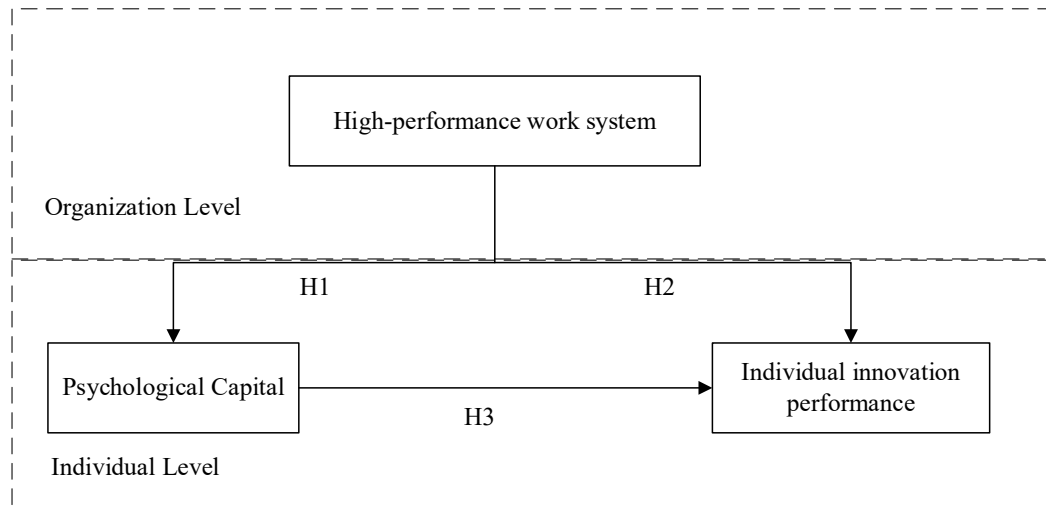 High-performance work system
Organization Level
H1
H2
Psychological Capital
Individual innovation
performance
H3
Individual Level